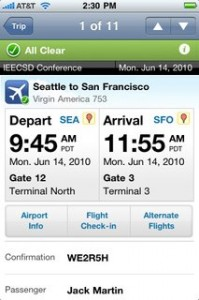 AT&T 2:30 PM
Trip 1 of 11
All Clear
IEECSD Conference Mon. Jun 14, 2010
Seattle to San Francisco
Virgin America 753
Depart SEA Arrival SFO
9:45 AM PDT 11:55 AM PDT
Mon. Jun 14, 2010 Mon. Jun 14, 2010
Gate 12 Gate 3
Terminal North Terminal 3
Airport Info Flight Check-in Alternate Flights
Confirmation WE2R5H
Passenger Jack Martin